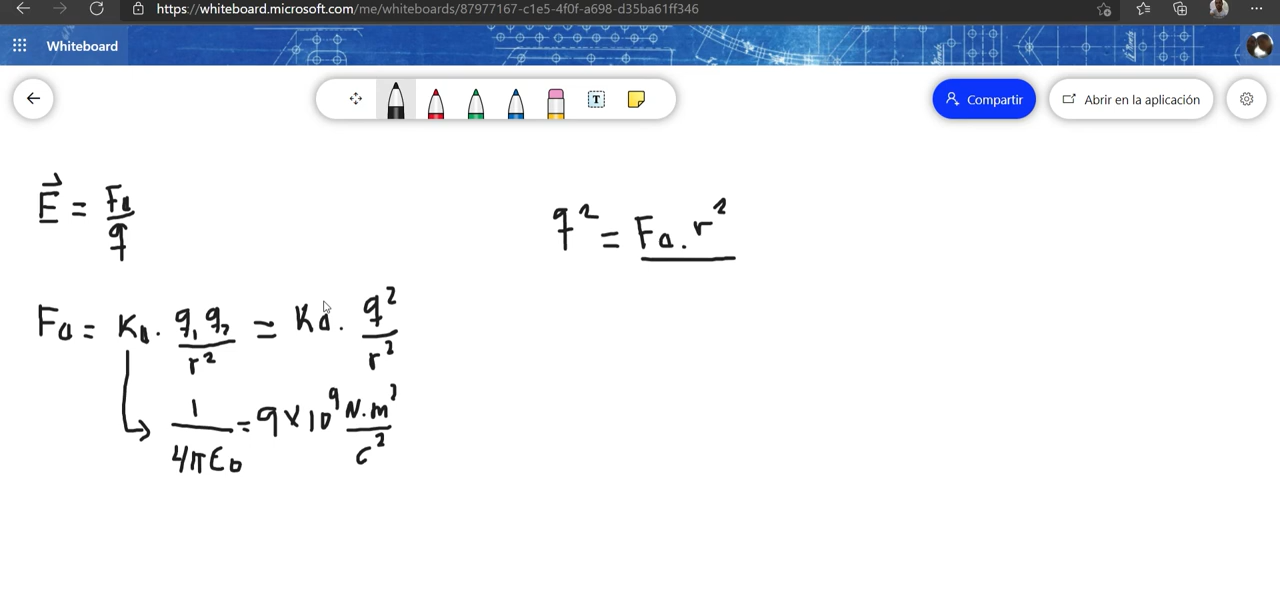 https://whiteboard.microsoft.com/me/whiteboards/87977167-c1e5-4f0f-a698-d35ba61ff346
Whiteboard
T
Compartir
Abrir en la aplicación
E⃗ = Fa/q
q² = Fa.r²
Fa = Ka. q₁ q₂/r² = Ka. q²/r²
1/4πε₀ = 9 x 10⁹ N.m²/c²